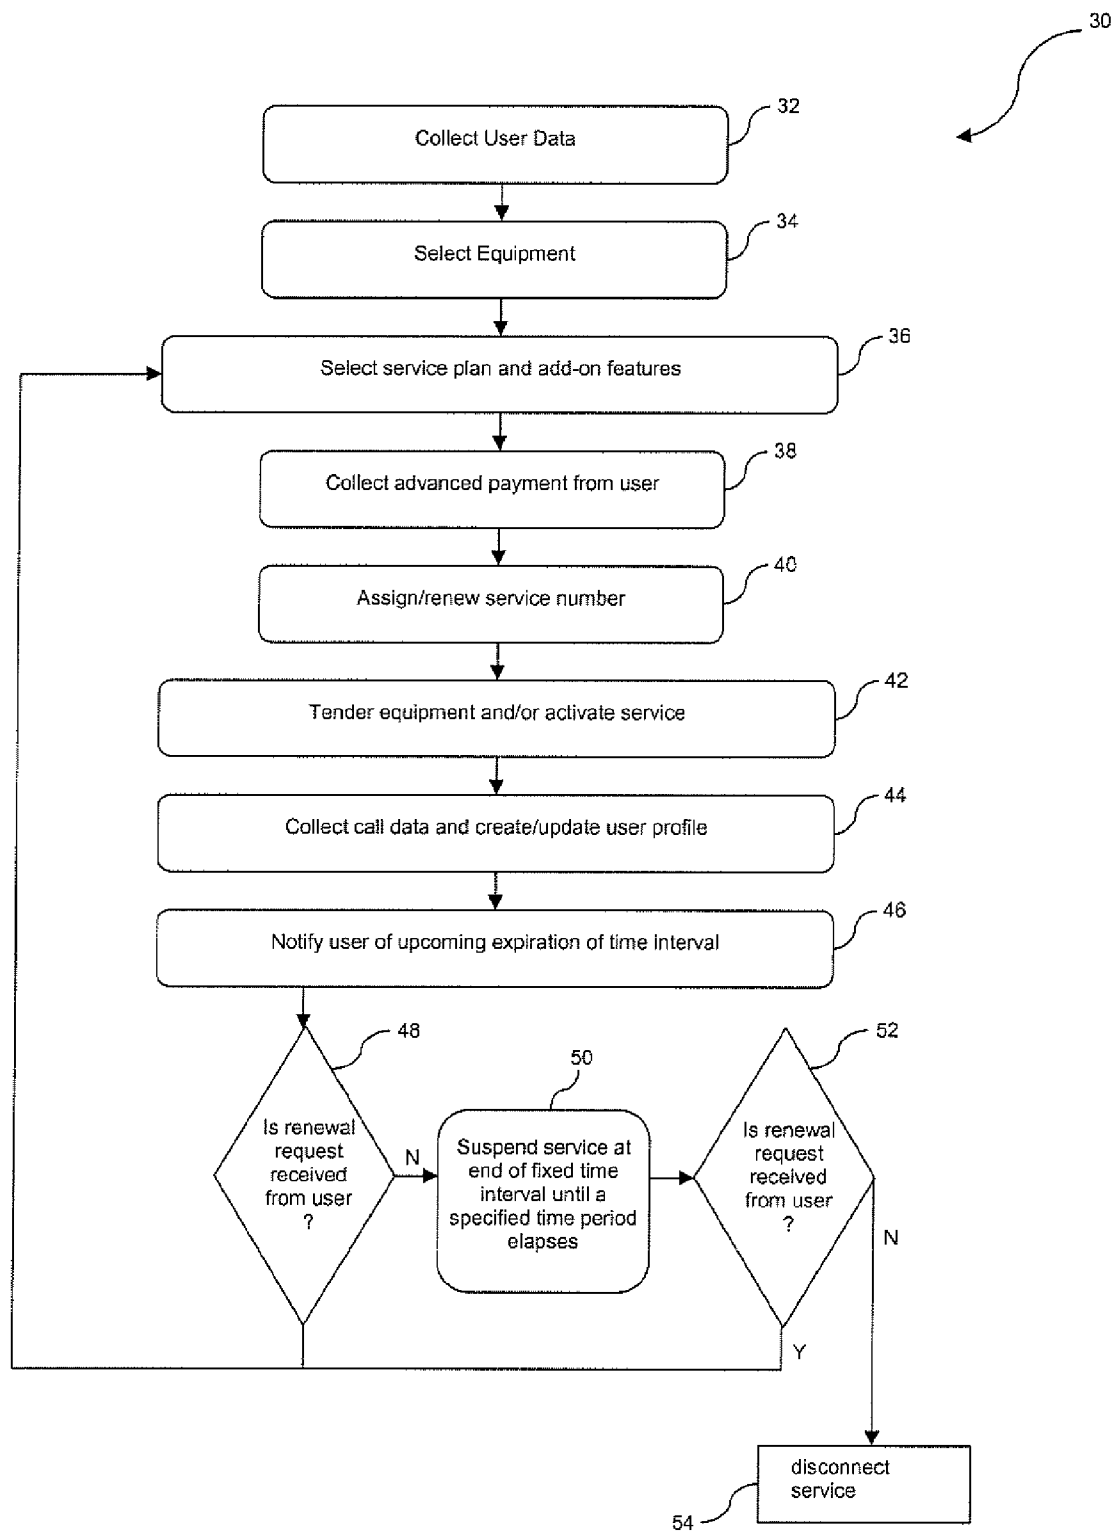 30
32
Collect User Data
34
Select Equipment
36
Select service plan and add-on features
38
Collect advanced payment from user
40
Assign/renew service number
42
Tender equipment and/or activate service
44
Collect call data and create/update user profile
46
Notify user of upcoming expiration of time interval
48
Is renewal
request
received
from user
?
N
50
Suspend service at
end of fixed time
interval until a
specified time period
elapses
52
Is renewal
request
received
from user
?
N
Y
disconnect
service
54